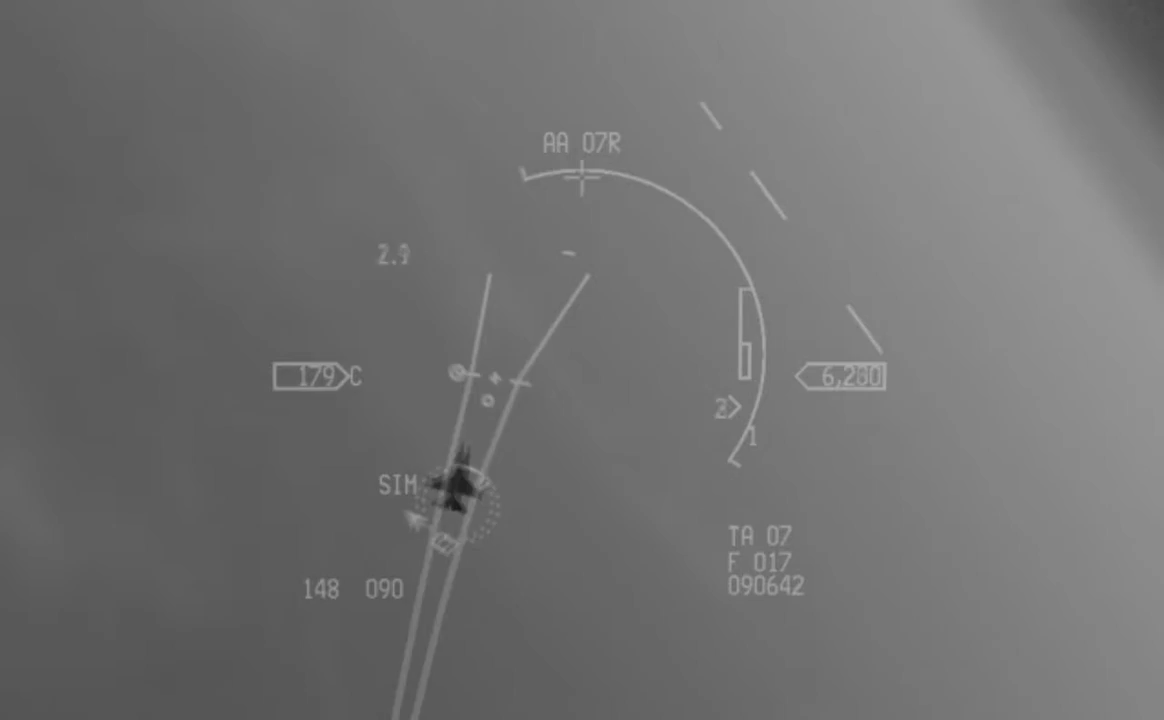 AA 07R
2.9
179 C
6,280
2
1
SIM
TA 07
F 017
148 090
090642